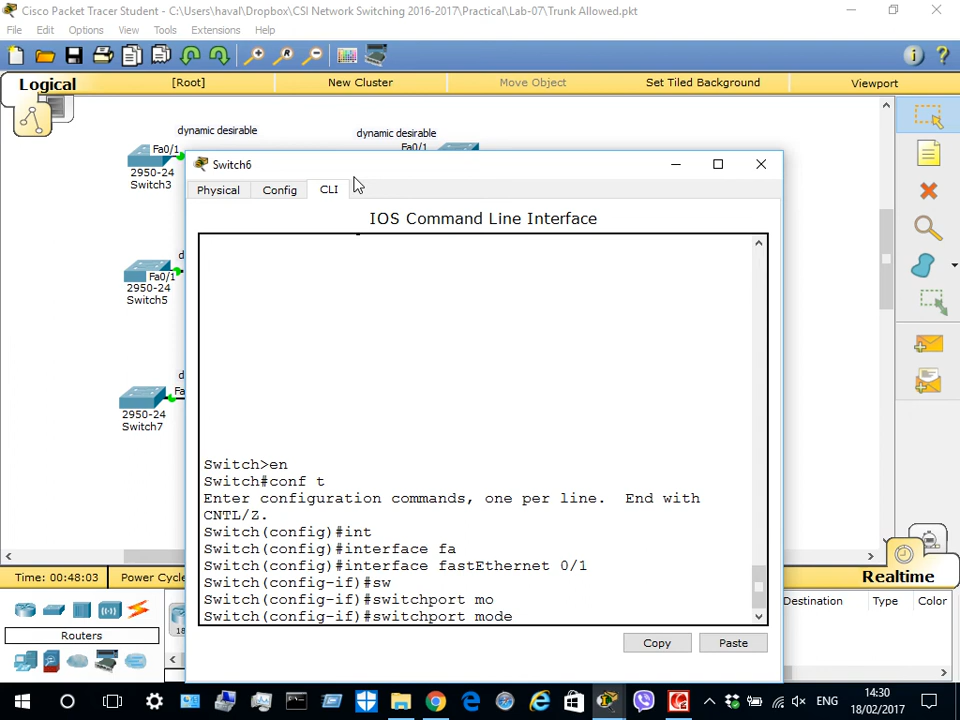 Cisco Packet Tracer Student - C:\Users\haval\Dropbox\CSI Network Switching 2016-2017\Practical\Lab-07\Trunk Allowed.pkt
File Edit Options View Tools Extensions Help
Logical [Root] New Cluster Move Object Set Tiled Background Viewport
dynamic desirable dynamic desirable
Fa0/1 Fa0/1
2950-24
Switch3
Fa0/1
2950-24
Switch5
Fa
2950-24
Switch7
Switch6
Physical Config CLI
IOS Command Line Interface
Switch>en
Switch#conf t
Enter configuration commands, one per line. End with
CNTL/Z.
Switch(config)#int
Switch(config)#interface fa
Switch(config)#interface fastEthernet 0/1
Switch(config-if)#sw
Switch(config-if)#switchport mo
Switch(config-if)#switchport mode
Copy Paste
Time: 00:48:03 Power Cycl Realtime
Destination Type Color
Routers
18
ENG 14:30
18/02/2017